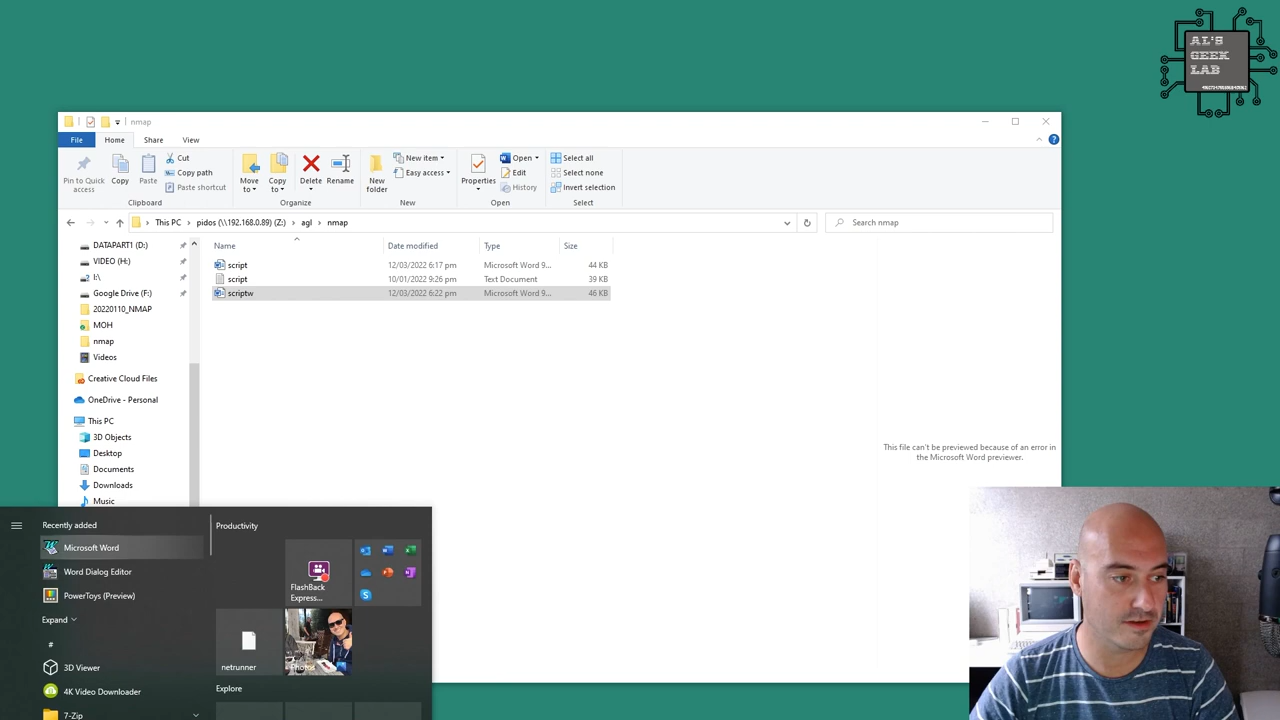 AL'S
GEEK
LAB
nmap
File
Home
Share
View
Pin to Quick
access
Copy
Paste
Cut
Copy path
Paste shortcut
Clipboard
Move
to
Copy
to
Delete
Rename
Organize
New
folder
New item
Easy access
New
Properties
Open
Edit
History
Open
Select all
Select none
Invert selection
Select
This PC
pidos (\\192.168.0.89) (Z:)
agl
nmap
Search nmap
DATAPART1 (D:)
VIDEO (H:)
I:\
Google Drive (F:)
20220110_NMAP
MOH
nmap
Videos
Creative Cloud Files
OneDrive - Personal
This PC
3D Objects
Desktop
Documents
Downloads
Music
Name Date modified Type Size
script 12/03/2022 6:17 pm Microsoft Word 9... 44 KB
script 10/01/2022 9:26 pm Text Document 39 KB
scriptw 12/03/2022 6:22 pm Microsoft Word 9... 46 KB
This file can't be previewed because of an error in
the Microsoft Word previewer.
Recently added
Microsoft Word
Word Dialog Editor
PowerToys (Preview)
Expand
#
3D Viewer
4K Video Downloader
7-Zip
Productivity
FlashBack
Express...
netrunner
Photos
Explore